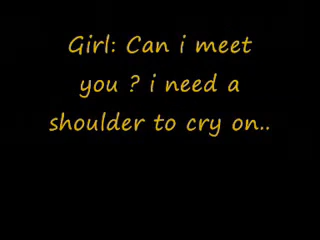 Girl: Can i meet
you ? i need a
shoulder to cry on..